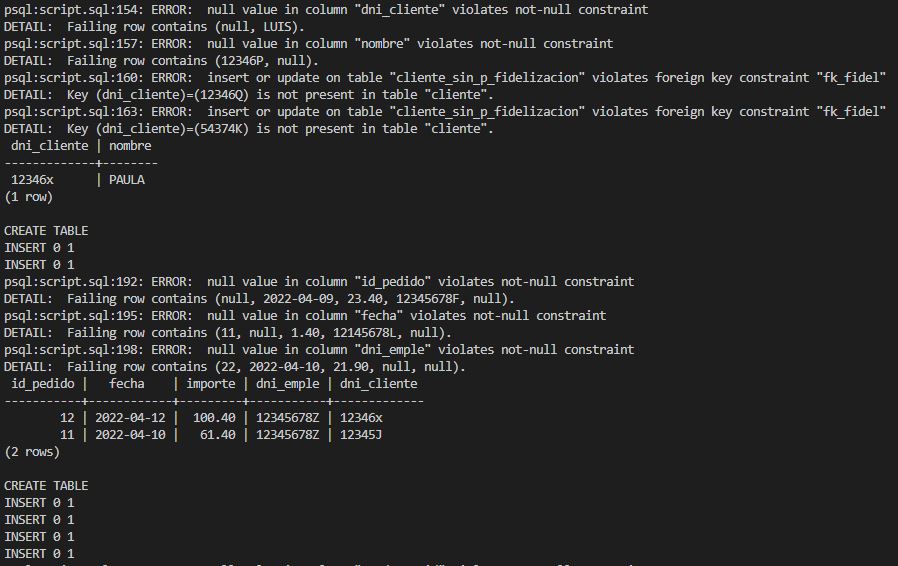 psql:script.sql:154: ERROR:  null value in column "dni_cliente" violates not-null constraint
DETAIL:  Failing row contains (null, LUIS).
psql:script.sql:157: ERROR:  null value in column "nombre" violates not-null constraint
DETAIL:  Failing row contains (12346P, null).
psql:script.sql:160: ERROR:  insert or update on table "cliente_sin_p_fidelizacion" violates foreign key constraint "fk_fidel"
DETAIL:  Key (dni_cliente)=(12346Q) is not present in table "cliente".
psql:script.sql:163: ERROR:  insert or update on table "cliente_sin_p_fidelizacion" violates foreign key constraint "fk_fidel"
DETAIL:  Key (dni_cliente)=(54374K) is not present in table "cliente".
 dni_cliente | nombre
-------------+--------
 12346x      | PAULA
(1 row)

CREATE TABLE
INSERT 0 1
INSERT 0 1
psql:script.sql:192: ERROR:  null value in column "id_pedido" violates not-null constraint
DETAIL:  Failing row contains (null, 2022-04-09, 23.40, 12345678F, null).
psql:script.sql:195: ERROR:  null value in column "fecha" violates not-null constraint
DETAIL:  Failing row contains (11, null, 1.40, 12145678L, null).
psql:script.sql:198: ERROR:  null value in column "dni_emple" violates not-null constraint
DETAIL:  Failing row contains (22, 2022-04-10, 21.90, null, null).
 id_pedido |   fecha    | importe | dni_emple | dni_cliente
-----------+------------+---------+-----------+-------------
        12 | 2022-04-12 |  100.40 | 12345678Z | 12346x
        11 | 2022-04-10 |   61.40 | 12345678Z | 12345J
(2 rows)

CREATE TABLE
INSERT 0 1
INSERT 0 1
INSERT 0 1
INSERT 0 1